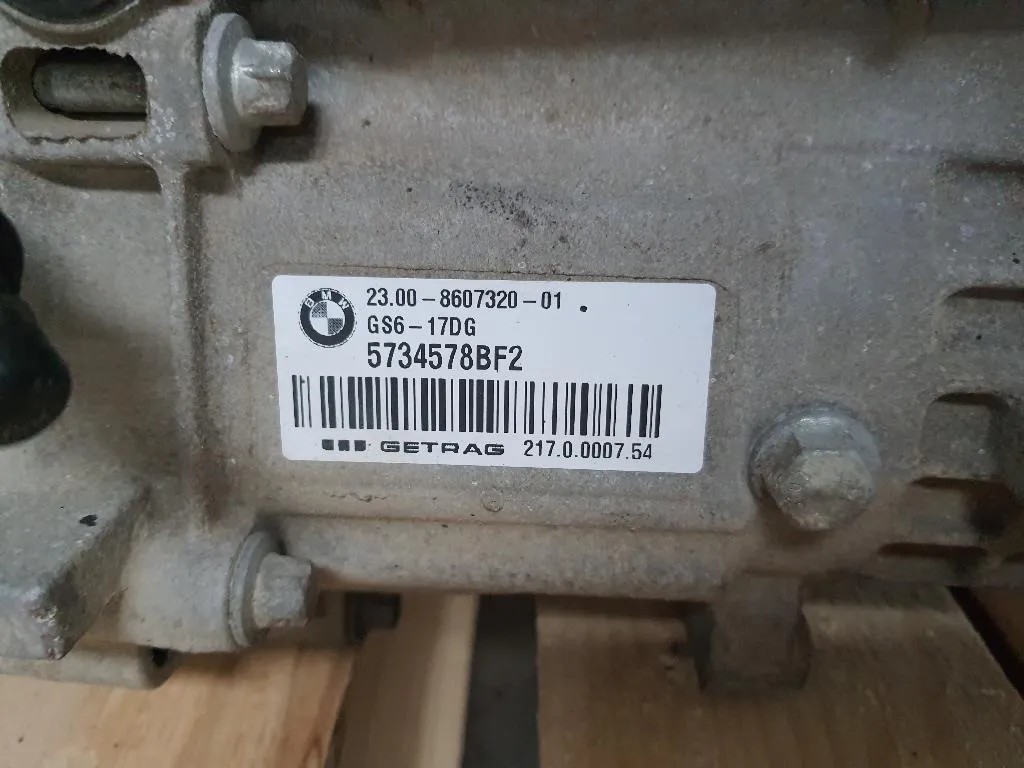 BMW
23.00-8607320-01
GS6-17DG
5734578BF2
GETRAG 217.0.0007.54